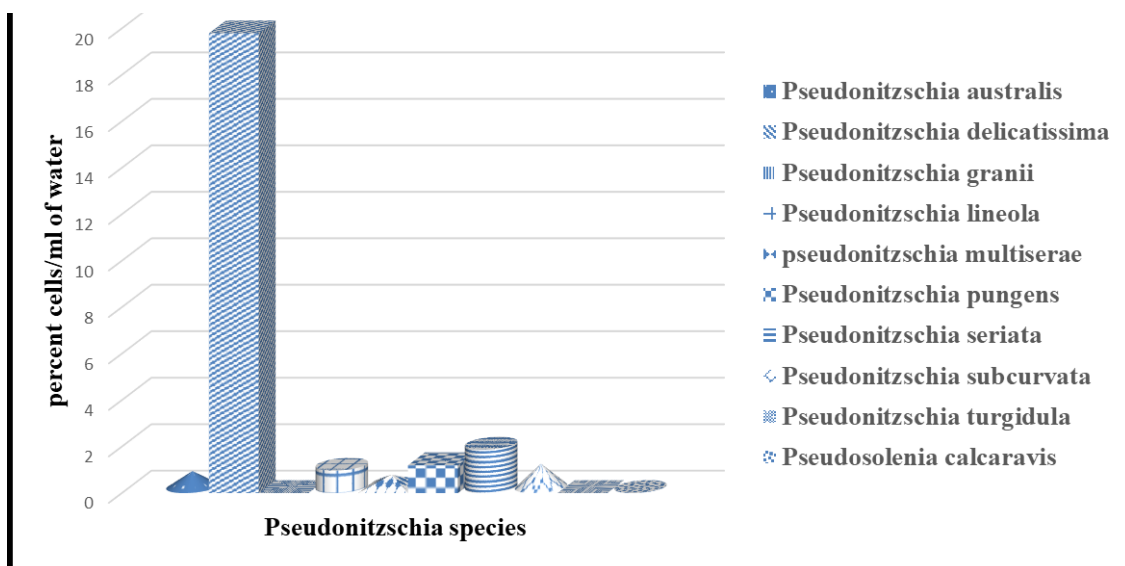 20
18
16
14
12
10
8
6
4
2
0
percent cells/ml of water
Pseudonitzschia species
Pseudonitzschia australis
Pseudonitzschia delicatissima
Pseudonitzschia granii
Pseudonitzschia lineola
pseudonitzschia multiserae
Pseudonitzschia pungens
Pseudonitzschia seriata
Pseudonitzschia subcurvata
Pseudonitzschia turgidula
Pseudosolenia calcaravis